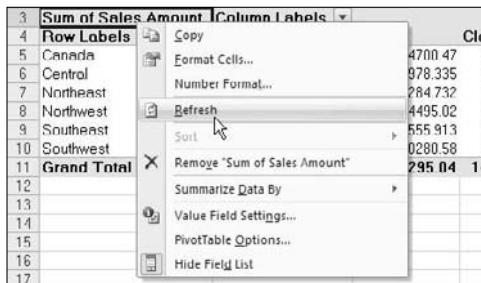 3 Sum of Sales Amount Column Labels
4 Row Labels Copy
5 Canada Format Cells... 4700 47
6 Central 978.335
7 Northeast Number Format... 284.732
8 Northwest Refresh 4495.02
9 Southeast Sort 555 913
10 Southwest 0280.58
11 Grand Total Remove "Sum of Sales Amount" 295.04 1
12
13 Summarize Data By
14 Value Field Settings...
15 PivotTable Options...
16 Hide Field List
17